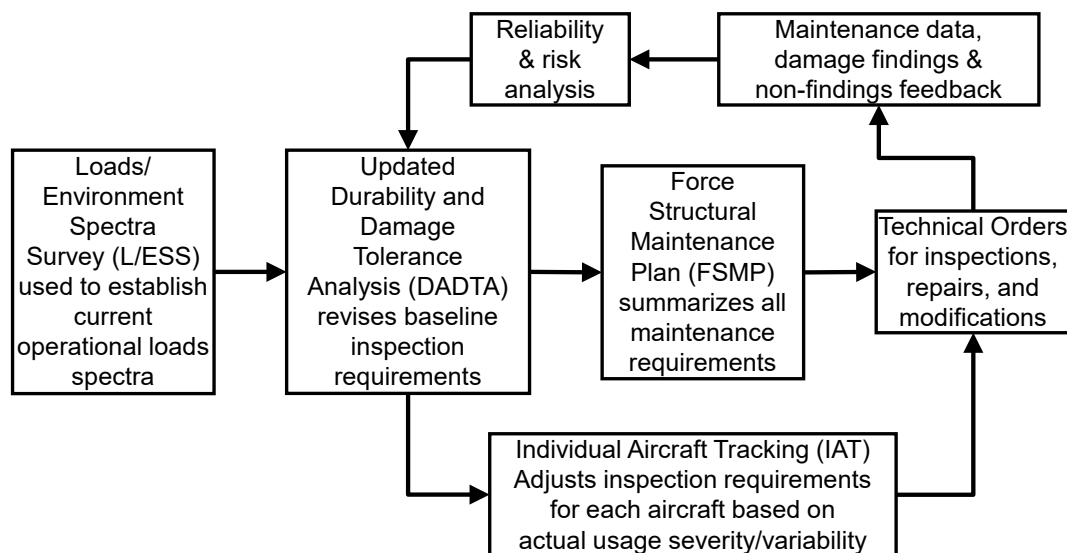 Reliability
& risk
analysis
Maintenance data,
damage findings &
non-findings feedback
Loads/
Environment
Spectra
Survey (L/ESS)
used to establish
current
operational loads
spectra
Updated
Durability and
Damage
Tolerance
Analysis (DADTA)
revises baseline
inspection
requirements
Force
Structural
Maintenance
Plan (FSMP)
summarizes all
maintenance
requirements
Technical Orders
for inspections,
repairs, and
modifications
Individual Aircraft Tracking (IAT)
Adjusts inspection requirements
for each aircraft based on
actual usage severity/variability